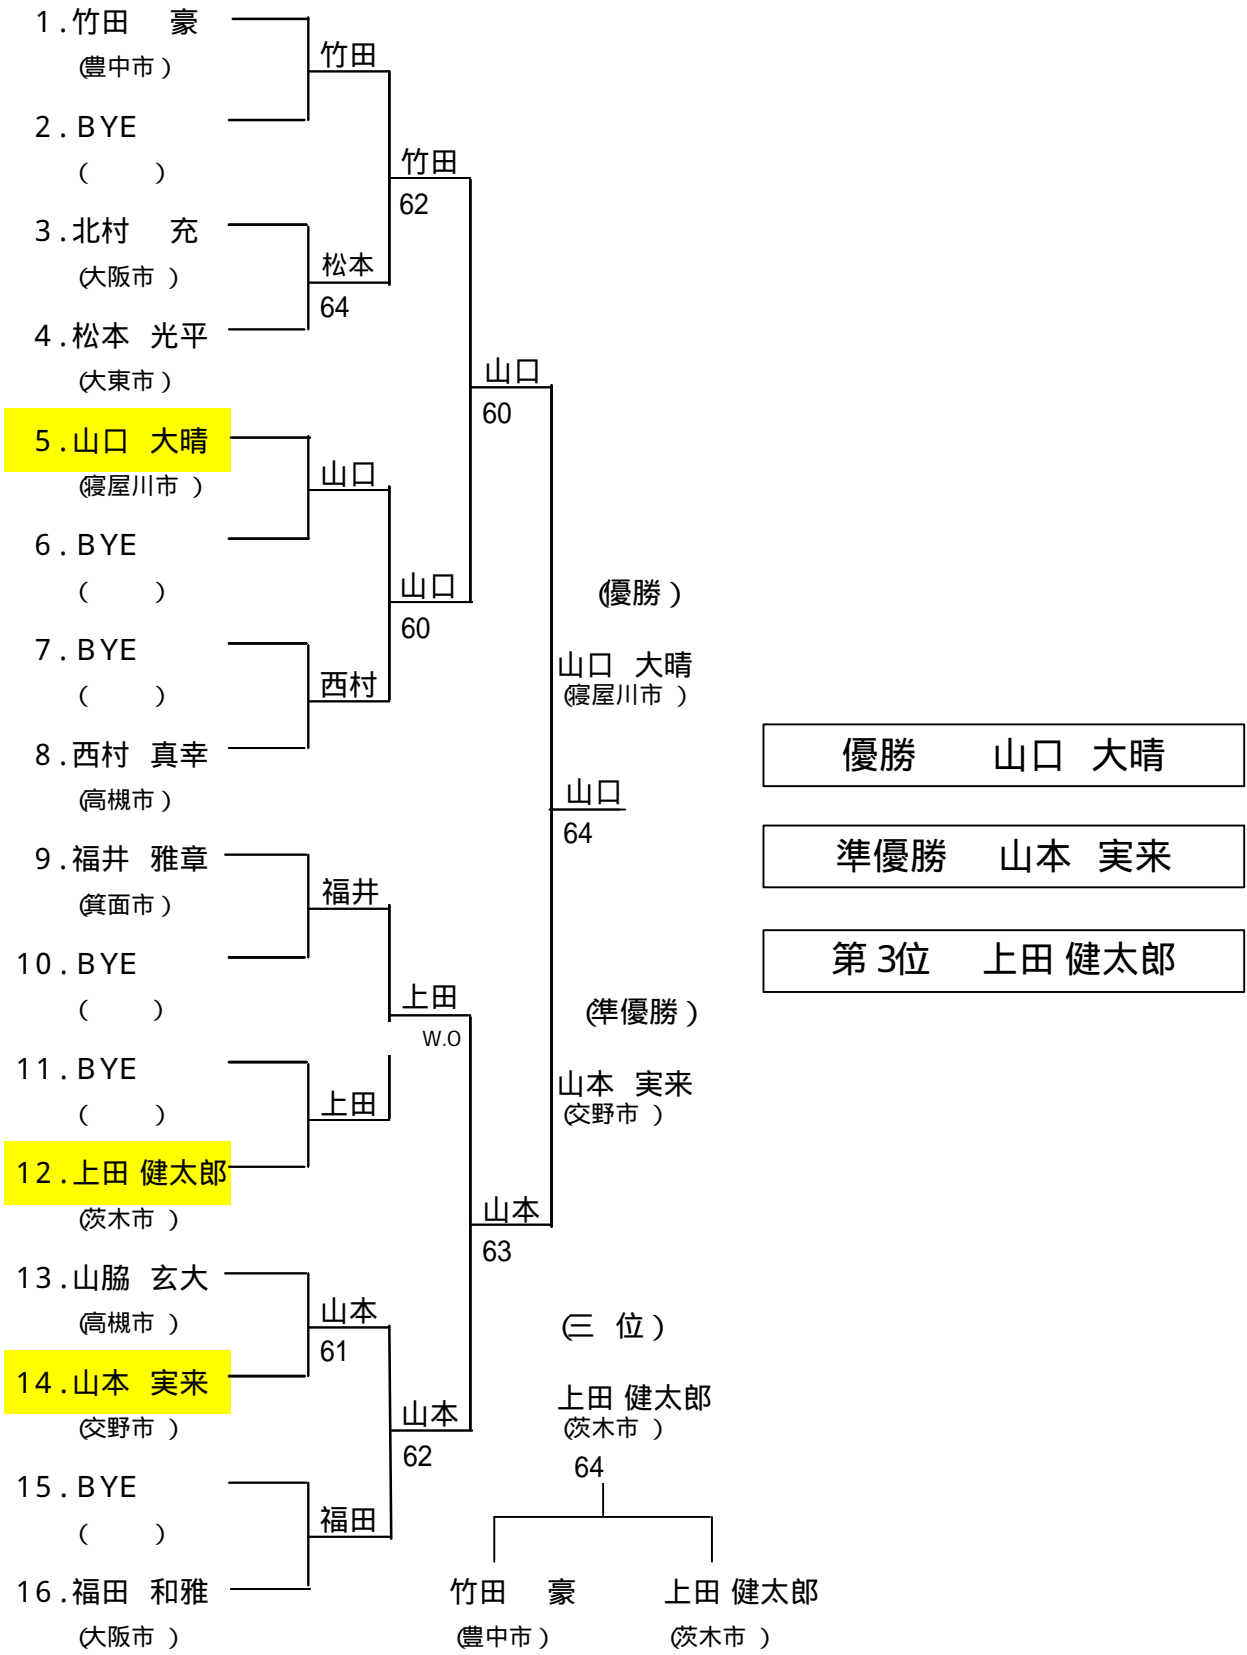 1.竹田 豪
(豊中市)
竹田
2.BYE
( )
竹田
62
3.北村 充
(大阪市)
松本
64
4.松本 光平
(大東市)
山口
60
5.山口 大晴
(寝屋川市)
山口
6.BYE
( )
山口
60
(優勝)
7.BYE
( )
西村
山口 大晴
(寝屋川市)
8.西村 真幸
(高槻市)
優勝 山口 大晴
山口
64
準優勝 山本 実来
9.福井 雅章
(箕面市)
福井
第3位 上田 健太郎
10.BYE
( )
上田
W.O
(準優勝)
11.BYE
( )
上田
山本 実来
(交野市)
12.上田 健太郎
(茨木市)
山本
63
13.山脇 玄大
(高槻市)
山本
61
(三 位)
14.山本 実来
(交野市)
山本
62
上田 健太郎
(茨木市)
64
15.BYE
( )
福田
16.福田 和雅
(大阪市)
竹田 豪
(豊中市)
上田 健太郎
(茨木市)